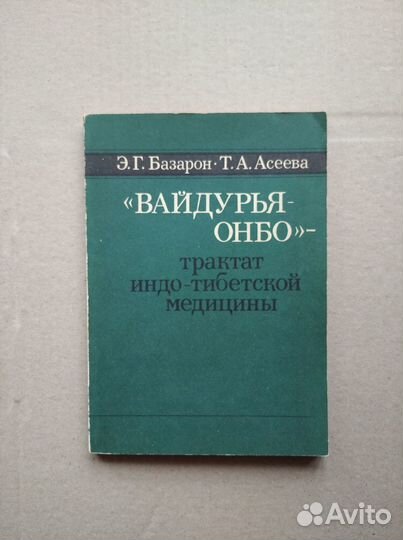 Э.Г. Базарон · Т.А. Асеева
«ВАЙДУРЬЯ-
ОНБО»–
трактат
индо-тибетской
медицины
Avito